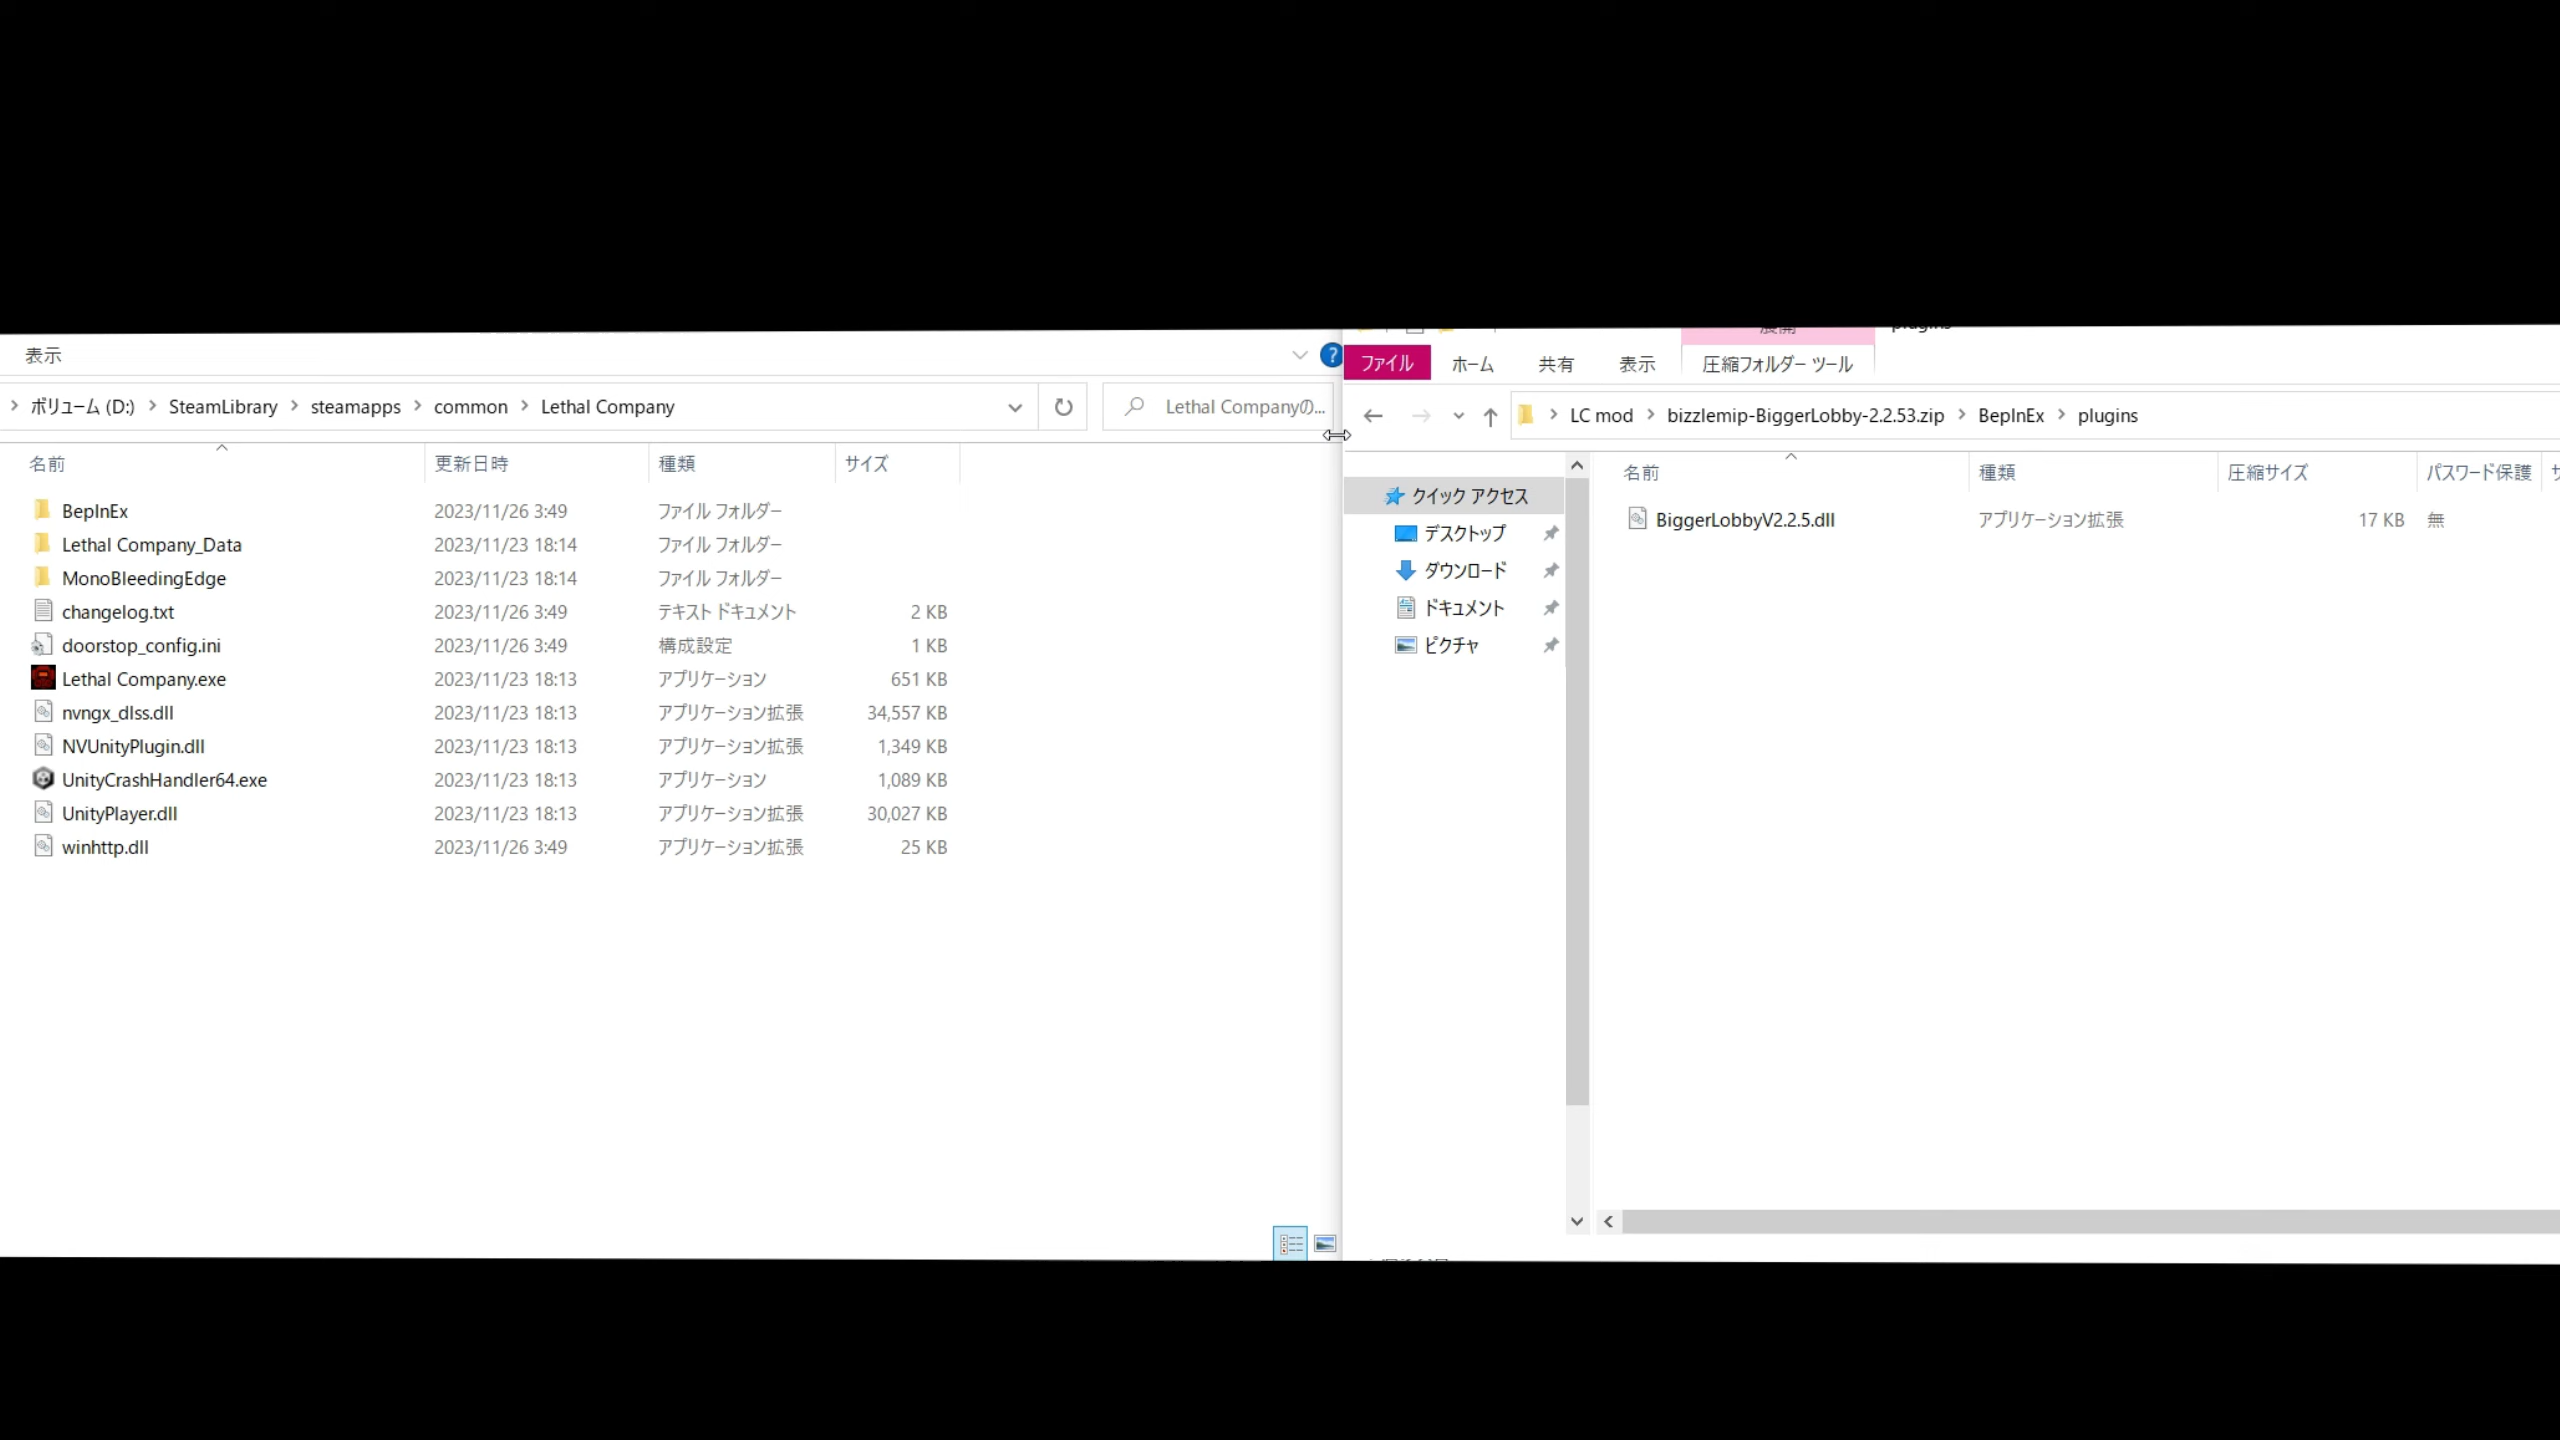 表示
ボリューム (D:) > SteamLibrary > steamapps > common > Lethal Company
Lethal Companyの...
名前 更新日時 種類 サイズ
BepInEx 2023/11/26 3:49 ファイル フォルダー
Lethal Company_Data 2023/11/23 18:14 ファイル フォルダー
MonoBleedingEdge 2023/11/23 18:14 ファイル フォルダー
changelog.txt 2023/11/26 3:49 テキスト ドキュメント 2 KB
doorstop_config.ini 2023/11/26 3:49 構成設定 1 KB
Lethal Company.exe 2023/11/23 18:13 アプリケーション 651 KB
nvngx_dlss.dll 2023/11/23 18:13 アプリケーション拡張 34,557 KB
NVUnityPlugin.dll 2023/11/23 18:13 アプリケーション拡張 1,349 KB
UnityCrashHandler64.exe 2023/11/23 18:13 アプリケーション 1,089 KB
UnityPlayer.dll 2023/11/23 18:13 アプリケーション拡張 30,027 KB
winhttp.dll 2023/11/26 3:49 アプリケーション拡張 25 KB
展開 plugins
ファイル ホーム 共有 表示 圧縮フォルダー ツール
LC mod > bizzlemip-BiggerLobby-2.2.53.zip > BepInEx > plugins
クイック アクセス
デスクトップ
ダウンロード
ドキュメント
ピクチャ
名前 種類 圧縮サイズ パスワード保護
BiggerLobbyV2.2.5.dll アプリケーション拡張 17 KB 無